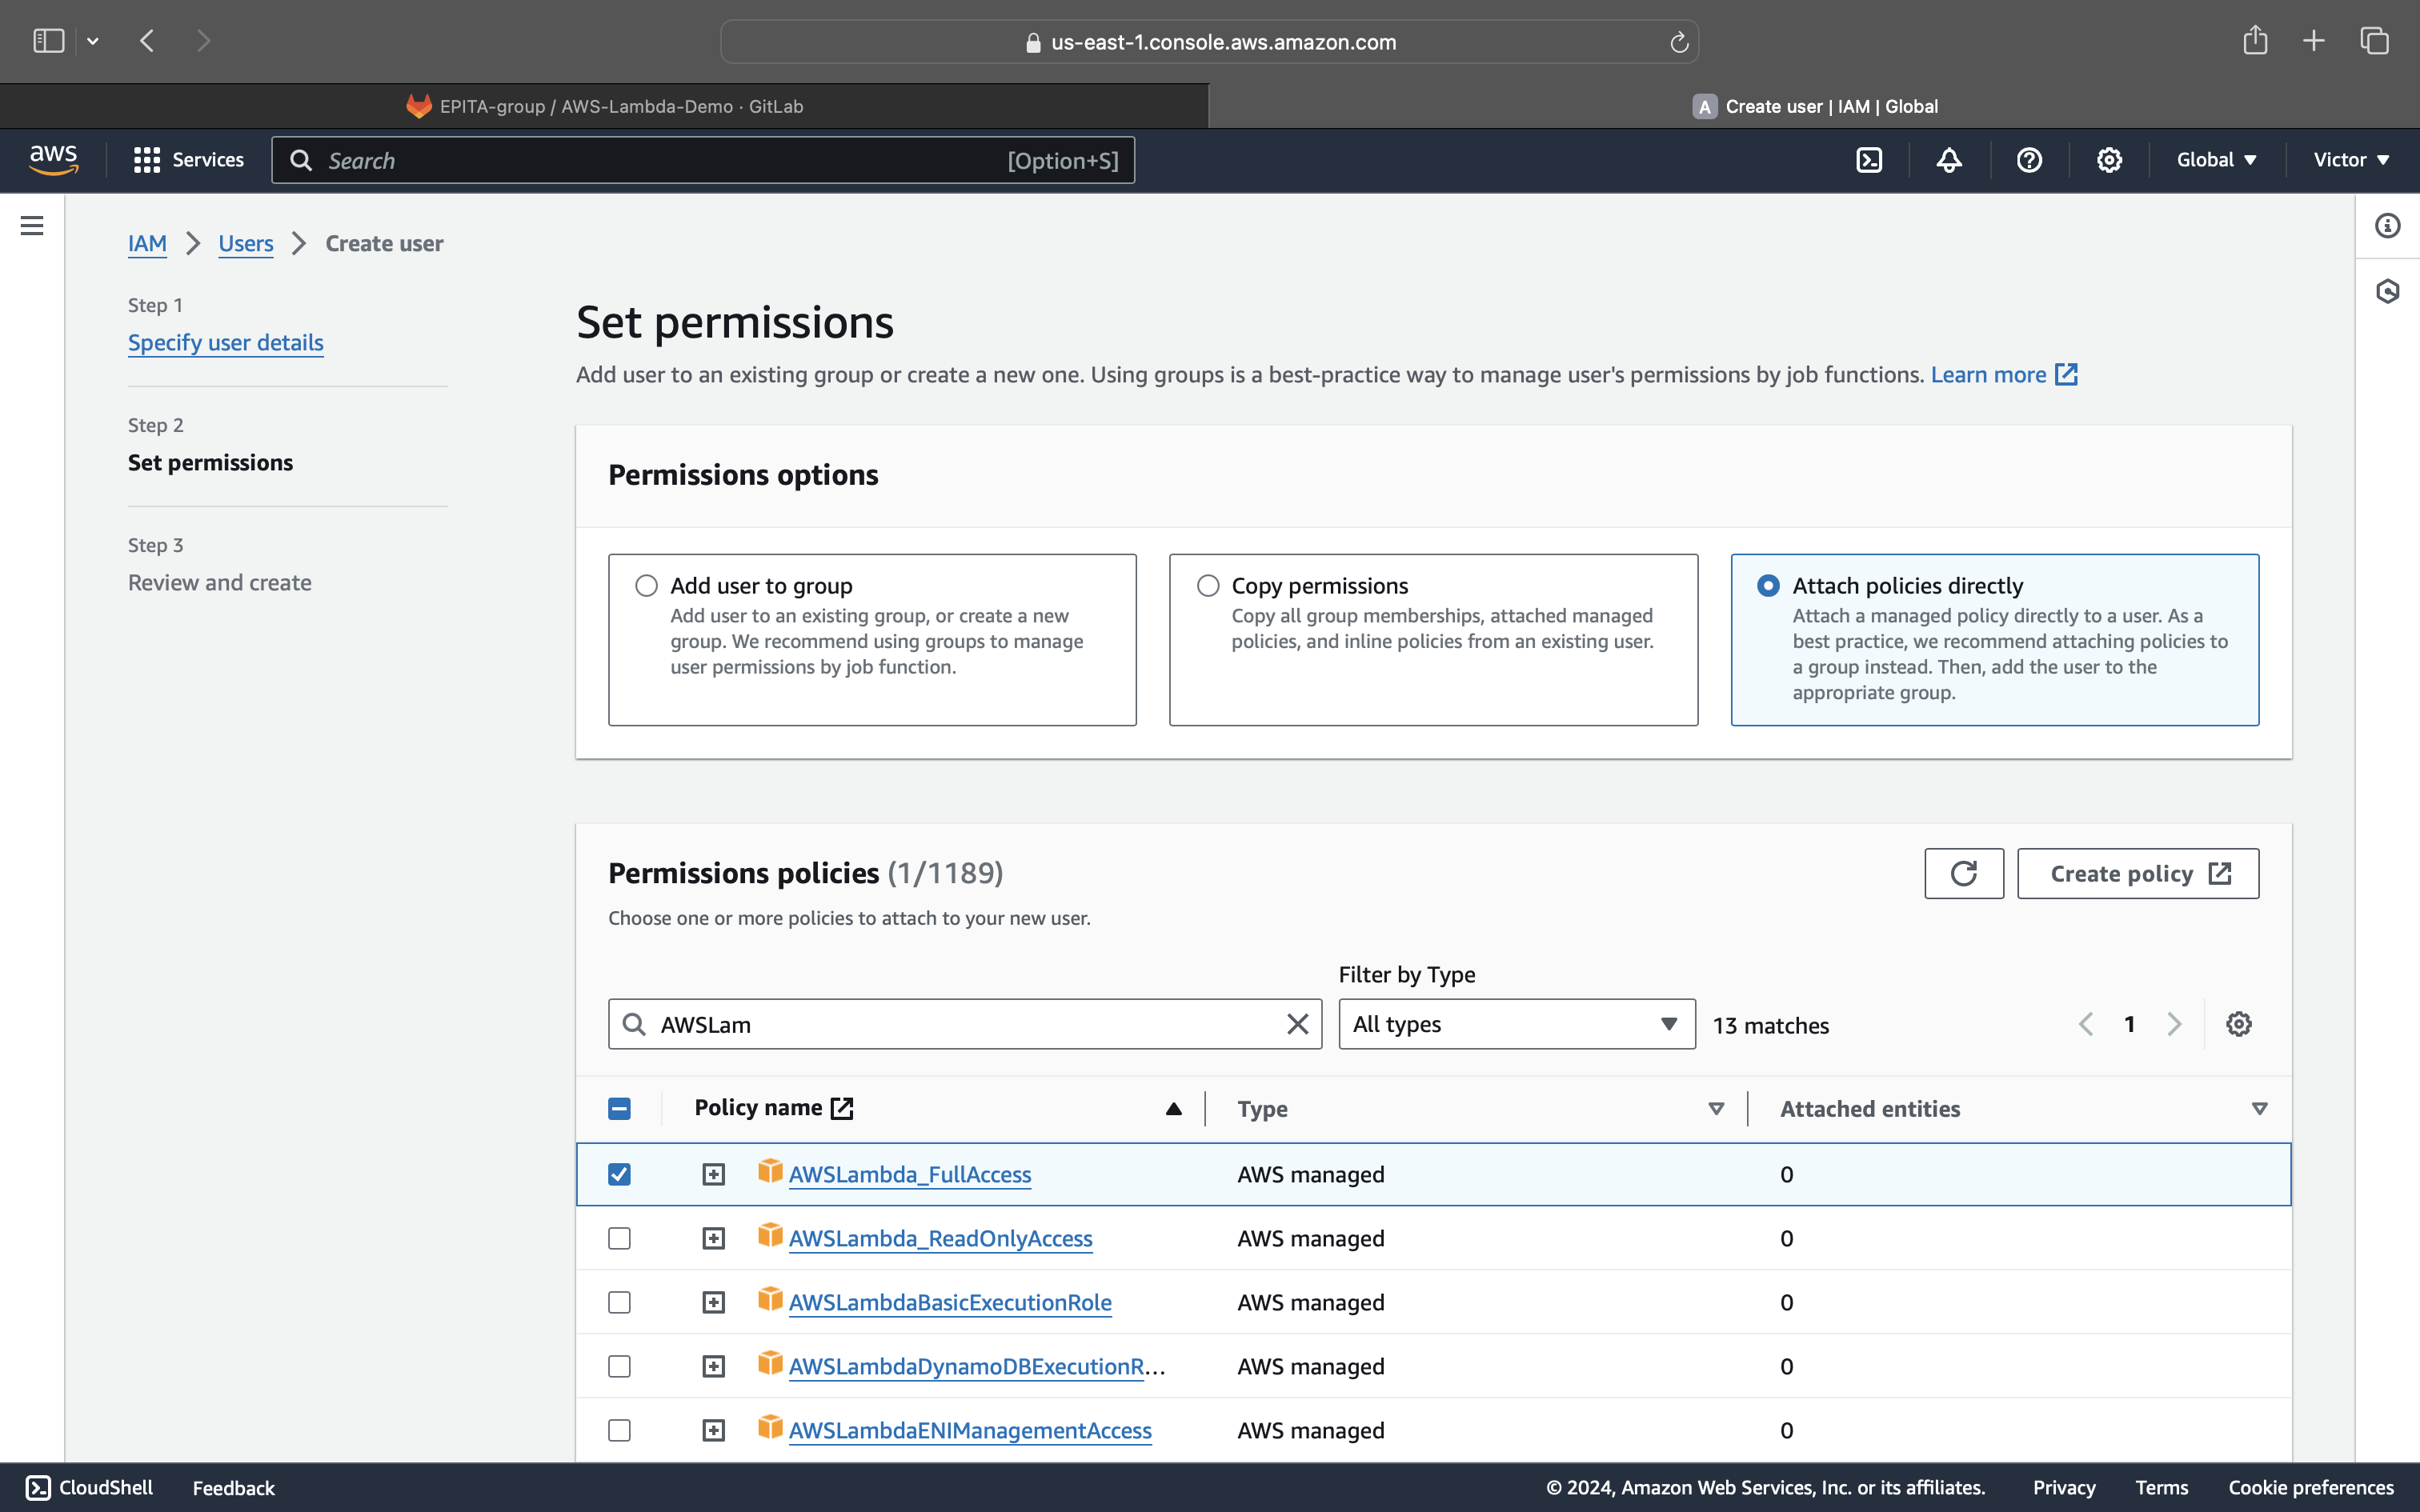 us-east-1.console.aws.amazon.com
EPITA-group / AWS-Lambda-Demo · GitLab
A Create user | IAM | Global
aws Services Search [Option+S] Global Victor
IAM Users Create user
Step 1
Specify user details
Step 2
Set permissions
Step 3
Review and create
Set permissions
Add user to an existing group or create a new one. Using groups is a best-practice way to manage user's permissions by job functions. Learn more
Permissions options
Add user to group
Add user to an existing group, or create a new
group. We recommend using groups to manage
user permissions by job function.
Copy permissions
Copy all group memberships, attached managed
policies, and inline policies from an existing user.
Attach policies directly
Attach a managed policy directly to a user. As a
best practice, we recommend attaching policies to
a group instead. Then, add the user to the
appropriate group.
Permissions policies (1/1189)
Create policy
Choose one or more policies to attach to your new user.
Filter by Type
AWSLam All types 13 matches 1
Policy name Type Attached entities
AWSLambda_FullAccess AWS managed 0
AWSLambda_ReadOnlyAccess AWS managed 0
AWSLambdaBasicExecutionRole AWS managed 0
AWSLambdaDynamoDBExecutionR... AWS managed 0
AWSLambdaENIManagementAccess AWS managed 0
CloudShell Feedback © 2024, Amazon Web Services, Inc. or its affiliates. Privacy Terms Cookie preferences